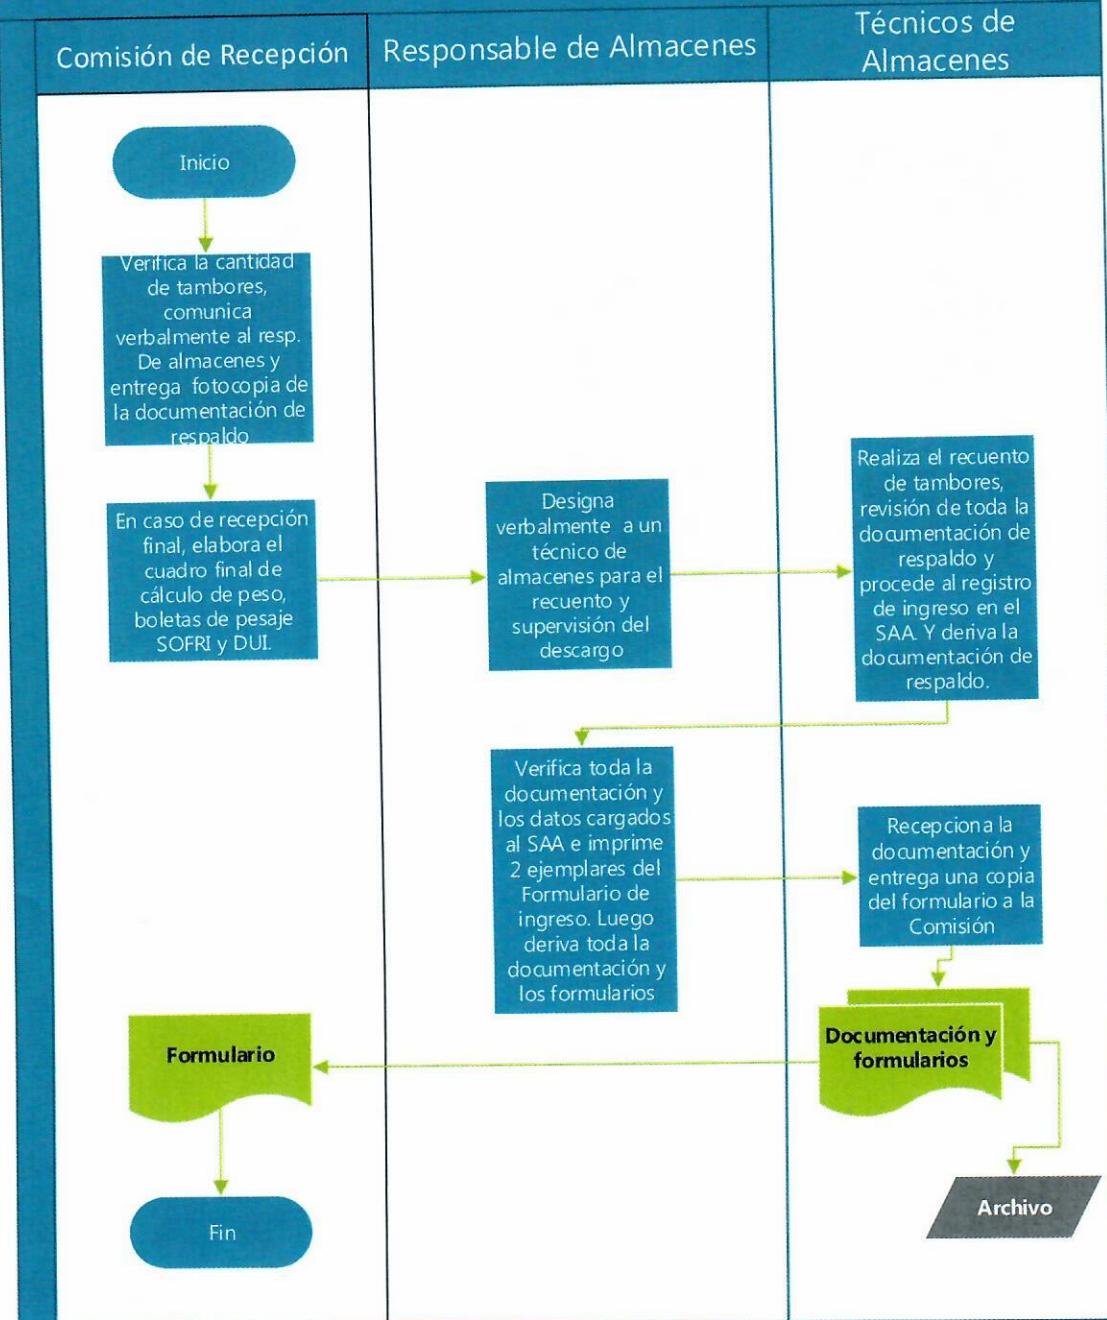 Comisión de Recepción
Responsable de Almacenes
Técnicos de
Almacenes
Inicio
Verifica la cantidad
de tambores,
comunica
verbalmente al resp.
De almacenes y
entrega fotocopia de
la documentación de
respaldo
En caso de recepción
final, elabora el
cuadro final de
cálculo de peso,
boletas de pesaje
SOFRI y DUI.
Designa
verbalmente a un
técnico de
almacenes para el
recuento y
supervisión del
descargo
Realiza el recuento
de tambores,
revisión de toda la
documentación de
respaldo y
procede al registro
de ingreso en el
SAA. Y deriva la
documentación de
respaldo.
Verifica toda la
documentación y
los datos cargados
al SAA e imprime
2 ejemplares del
Formulario de
ingreso. Luego
deriva toda la
documentación y
los formularios
Recepciona la
documentación y
entrega una copia
del formulario a la
Comisión
Documentación y
formularios
Formulario
Archivo
Fin